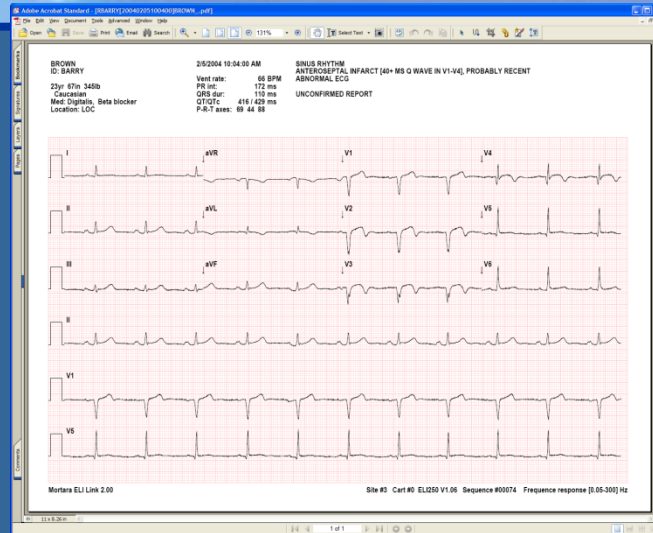 Adobe Acrobat Standard - [RBARRY[20040205100400]BROWN_.pdf]
File Edit View Document Tools Advanced Window Help
Open Save Print Email Search 131% Select Text
Bookmarks
Signatures
Layers
Pages
Comments
BROWN
ID: BARRY
23yr 67in 345lb
Caucasian
Med: Digitalis, Beta blocker
Location: LOC
2/5/2004 10:04:00 AM
Vent rate: 66 BPM
PR int: 172 ms
QRS dur: 110 ms
QT/QTc 416 / 429 ms
P-R-T axes: 69 44 88
SINUS RHYTHM
ANTEROSEPTAL INFARCT [40+ MS Q WAVE IN V1-V4], PROBABLY RECENT
ABNORMAL ECG
UNCONFIRMED REPORT
I aVR V1 V4
II aVL V2 V5
III aVF V3 V6
II
V1
V5
Mortara ELI Link 2.00 Site #3 Cart #0 ELI250 V1.06 Sequence #00074 Frequence response [0.05-300] Hz
11 x 8.26 in
1 of 1